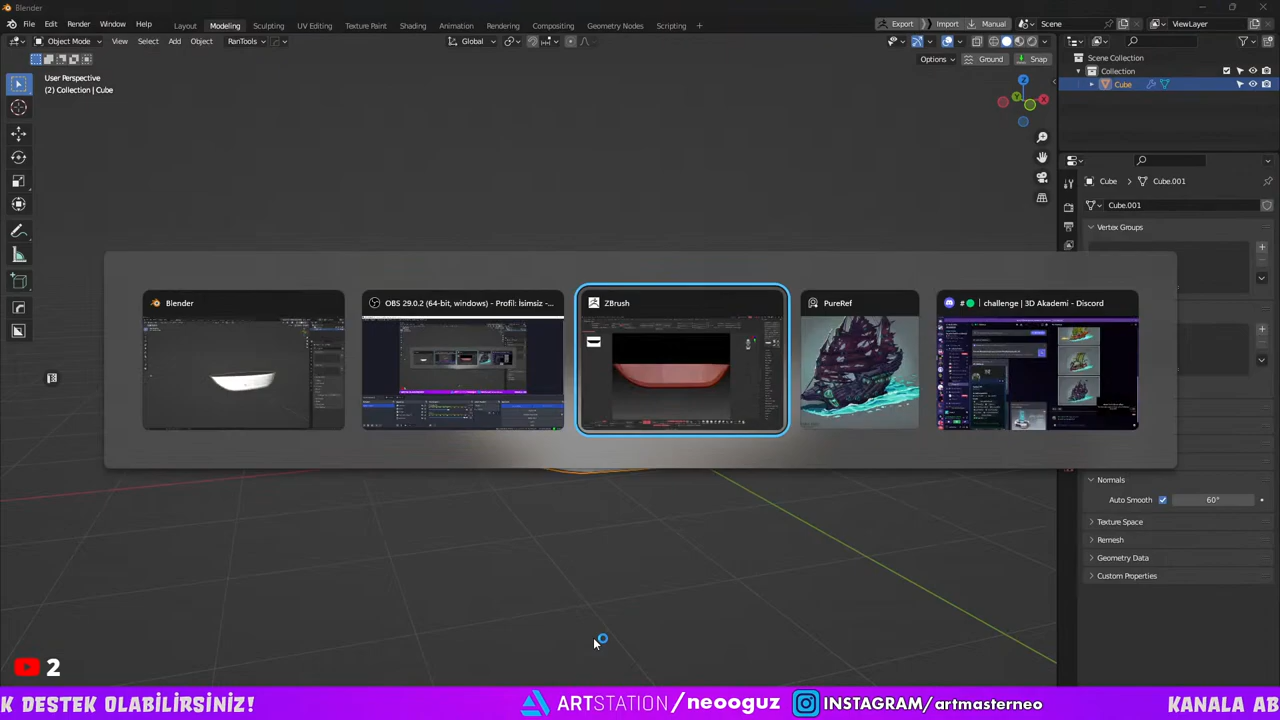 Blender
File Edit Render Window Help Layout Modeling Sculpting UV Editing Texture Paint Shading Animation Rendering Compositing Geometry Nodes Scripting + Export Import Manual Scene ViewLayer
Object Mode View Select Add Object RanTools Global
Options Ground Snap
User Perspective
(2) Collection | Cube
Scene Collection
Collection
Cube
Z
Y
X
Cube Cube.001
Cube.001
Vertex Groups
Blender
OBS 29.0.2 (64-bit, windows) - Profil: İsimsiz -...
ZBrush
PureRef
# | challenge | 3D Akademi - Discord
Normals
Auto Smooth 60°
Texture Space
Remesh
Geometry Data
Custom Properties
2
K DESTEK OLABİLİRSİNİZ! ARTSTATION/neooguz INSTAGRAM/artmasterneo KANALA AB